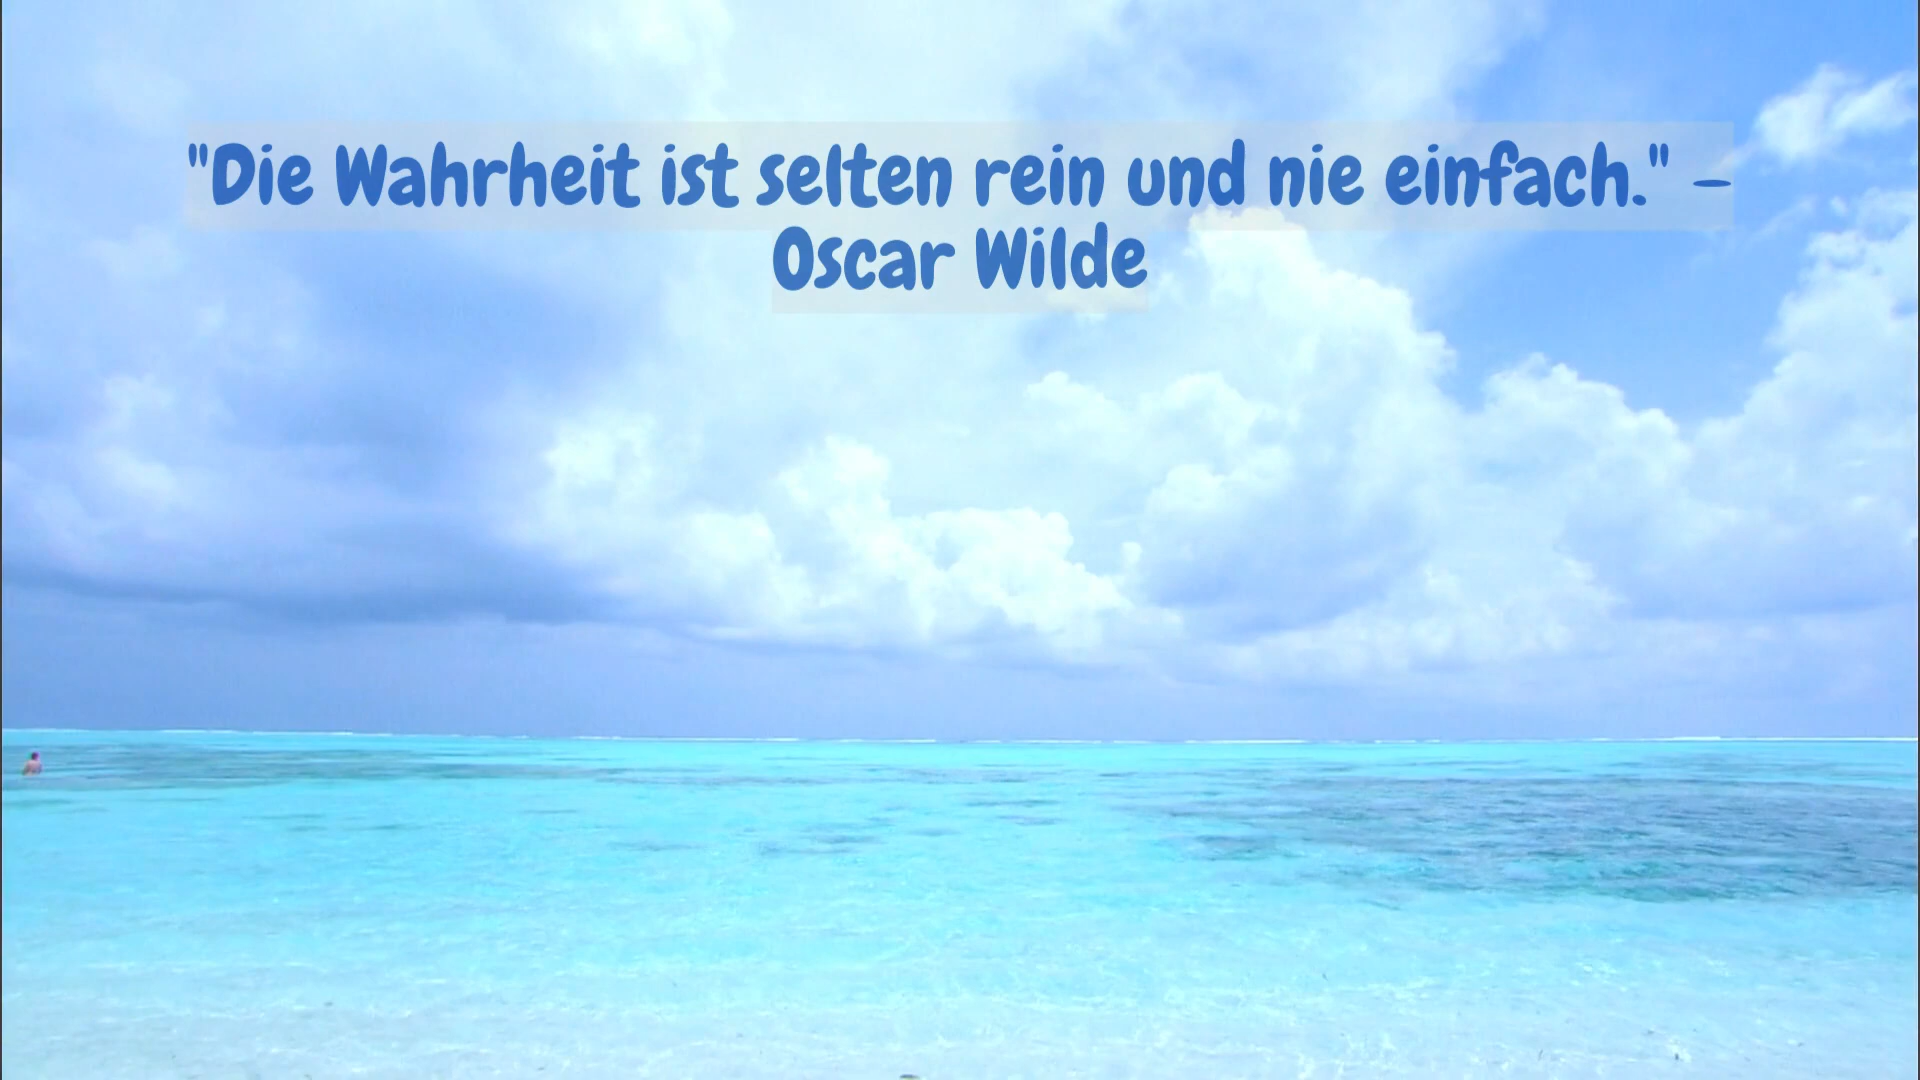 "Die Wahrheit ist selten rein und nie einfach." –
Oscar Wilde